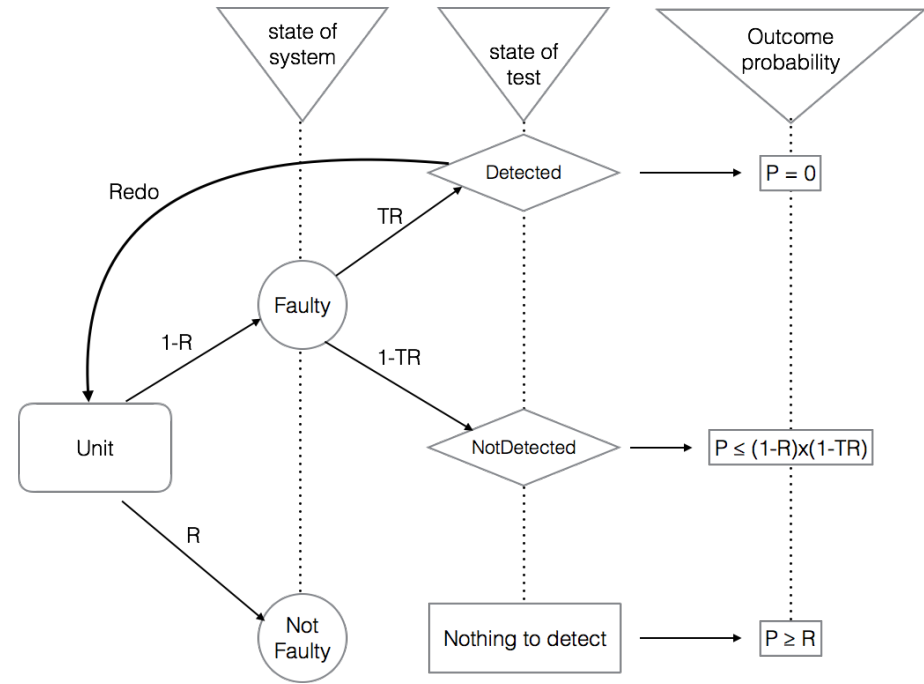 state of
system
state of
test
Outcome
probability
Detected
P = 0
Redo
TR
Faulty
1-R
1-TR
Unit
NotDetected
P ≤ (1-R)x(1-TR)
R
Not
Faulty
Nothing to detect
P ≥ R